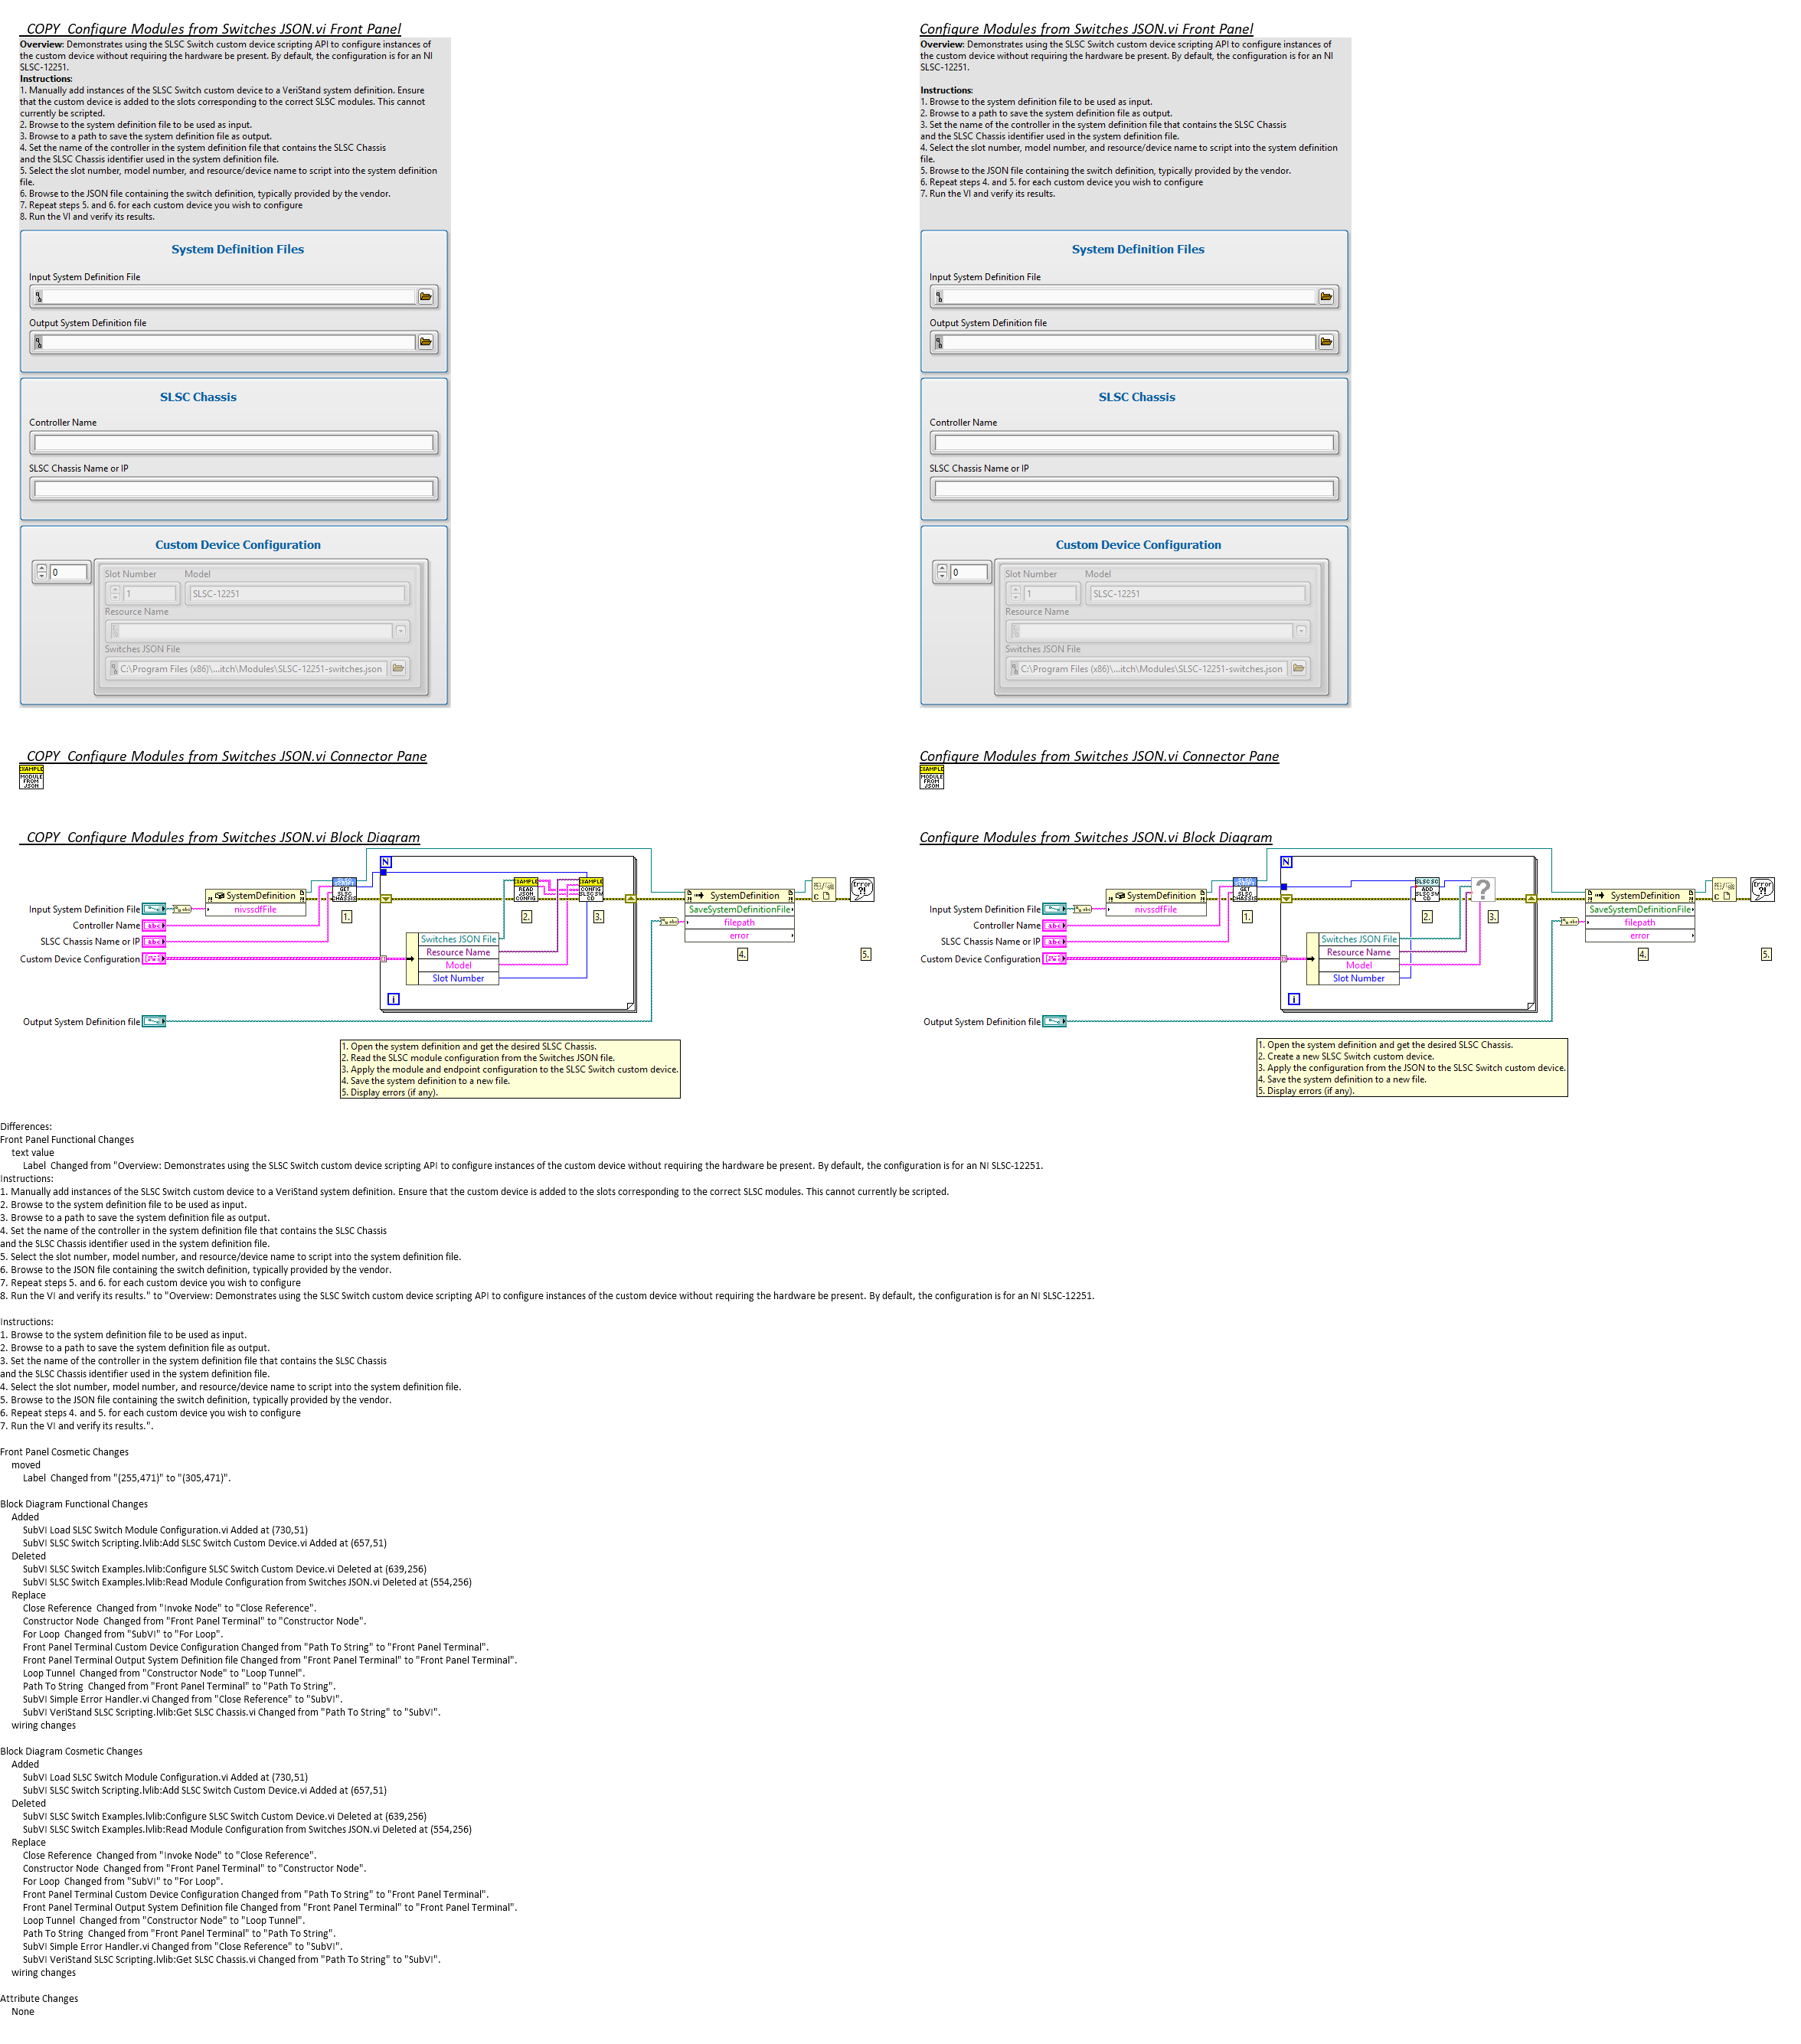 COPY  Configure Modules from Switches JSON.vi Front Panel
Overview: Demonstrates using the SLSC Switch custom device scripting API to configure instances of
the custom device without requiring the hardware be present. By default, the configuration is for an NI
SLSC-12251.
Instructions:
1. Manually add instances of the SLSC Switch custom device to a VeriStand system definition. Ensure
that the custom device is added to the slots corresponding to the correct SLSC modules. This cannot
currently be scripted.
2. Browse to the system definition file to be used as input.
3. Browse to a path to save the system definition file as output.
4. Set the name of the controller in the system definition file that contains the SLSC Chassis
and the SLSC Chassis identifier used in the system definition file.
5. Select the slot number, model number, and resource/device name to script into the system definition
file.
6. Browse to the JSON file containing the switch definition, typically provided by the vendor.
7. Repeat steps 5. and 6. for each custom device you wish to configure
8. Run the VI and verify its results.
System Definition Files
Input System Definition File
Output System Definition file
SLSC Chassis
Controller Name
SLSC Chassis Name or IP
Custom Device Configuration
0
Slot Number
Model
1
SLSC-12251
Resource Name
Switches JSON File
C:\Program Files (x86)\...itch\Modules\SLSC-12251-switches.json
Configure Modules from Switches JSON.vi Front Panel
Overview: Demonstrates using the SLSC Switch custom device scripting API to configure instances of
the custom device without requiring the hardware be present. By default, the configuration is for an NI
SLSC-12251.
Instructions:
1. Browse to the system definition file to be used as input.
2. Browse to a path to save the system definition file as output.
3. Set the name of the controller in the system definition file that contains the SLSC Chassis
and the SLSC Chassis identifier used in the system definition file.
4. Select the slot number, model number, and resource/device name to script into the system definition
file.
5. Browse to the JSON file containing the switch definition, typically provided by the vendor.
6. Repeat steps 4. and 5. for each custom device you wish to configure
7. Run the VI and verify its results.
System Definition Files
Input System Definition File
Output System Definition file
SLSC Chassis
Controller Name
SLSC Chassis Name or IP
Custom Device Configuration
0
Slot Number
Model
1
SLSC-12251
Resource Name
Switches JSON File
C:\Program Files (x86)\...itch\Modules\SLSC-12251-switches.json
COPY  Configure Modules from Switches JSON.vi Connector Pane
EXAMPLE
MODULE
FROM
JSON
Configure Modules from Switches JSON.vi Connector Pane
EXAMPLE
MODULE
FROM
JSON
COPY  Configure Modules from Switches JSON.vi Block Diagram
N
SystemDefinition
nivssdfFile
GET
SLSC
CHASSIS
1.
EXAMPLE
READ
JSON
CONFIG
2.
EXAMPLE
CONFIG
SLSC SW
CD
3.
SystemDefinition
SaveSystemDefinitionFile
filepath
error
4.
Error
?!
5.
Input System Definition File
Controller Name
SLSC Chassis Name or IP
Custom Device Configuration
Switches JSON File
Resource Name
Model
Slot Number
i
Output System Definition file
1. Open the system definition and get the desired SLSC Chassis.
2. Read the SLSC module configuration from the Switches JSON file.
3. Apply the module and endpoint configuration to the SLSC Switch custom device.
4. Save the system definition to a new file.
5. Display errors (if any).
Configure Modules from Switches JSON.vi Block Diagram
N
SystemDefinition
nivssdfFile
GET
SLSC
CHASSIS
1.
ADD
SLSC SW
CD
2.
?
3.
SystemDefinition
SaveSystemDefinitionFile
filepath
error
4.
Error
?!
5.
Input System Definition File
Controller Name
SLSC Chassis Name or IP
Custom Device Configuration
Switches JSON File
Resource Name
Model
Slot Number
i
Output System Definition file
1. Open the system definition and get the desired SLSC Chassis.
2. Create a new SLSC Switch custom device.
3. Apply the configuration from the JSON to the SLSC Switch custom device.
4. Save the system definition to a new file.
5. Display errors (if any).
Differences:
Front Panel Functional Changes
text value
Label  Changed from "Overview: Demonstrates using the SLSC Switch custom device scripting API to configure instances of the custom device without requiring the hardware be present. By default, the configuration is for an NI SLSC-12251.
Instructions:
1. Manually add instances of the SLSC Switch custom device to a VeriStand system definition. Ensure that the custom device is added to the slots corresponding to the correct SLSC modules. This cannot currently be scripted.
2. Browse to the system definition file to be used as input.
3. Browse to a path to save the system definition file as output.
4. Set the name of the controller in the system definition file that contains the SLSC Chassis
and the SLSC Chassis identifier used in the system definition file.
5. Select the slot number, model number, and resource/device name to script into the system definition file.
6. Browse to the JSON file containing the switch definition, typically provided by the vendor.
7. Repeat steps 5. and 6. for each custom device you wish to configure
8. Run the VI and verify its results." to "Overview: Demonstrates using the SLSC Switch custom device scripting API to configure instances of the custom device without requiring the hardware be present. By default, the configuration is for an NI SLSC-12251.
Instructions:
1. Browse to the system definition file to be used as input.
2. Browse to a path to save the system definition file as output.
3. Set the name of the controller in the system definition file that contains the SLSC Chassis
and the SLSC Chassis identifier used in the system definition file.
4. Select the slot number, model number, and resource/device name to script into the system definition file.
5. Browse to the JSON file containing the switch definition, typically provided by the vendor.
6. Repeat steps 4. and 5. for each custom device you wish to configure
7. Run the VI and verify its results.".
Front Panel Cosmetic Changes
moved
Label  Changed from "(255,471)" to "(305,471)".
Block Diagram Functional Changes
Added
SubVI Load SLSC Switch Module Configuration.vi Added at (730,51)
SubVI SLSC Switch Scripting.lvlib:Add SLSC Switch Custom Device.vi Added at (657,51)
Deleted
SubVI SLSC Switch Examples.lvlib:Configure SLSC Switch Custom Device.vi Deleted at (639,256)
SubVI SLSC Switch Examples.lvlib:Read Module Configuration from Switches JSON.vi Deleted at (554,256)
Replace
Close Reference  Changed from "Invoke Node" to "Close Reference".
Constructor Node  Changed from "Front Panel Terminal" to "Constructor Node".
For Loop  Changed from "SubVI" to "For Loop".
Front Panel Terminal Custom Device Configuration Changed from "Path To String" to "Front Panel Terminal".
Front Panel Terminal Output System Definition file Changed from "Front Panel Terminal" to "Front Panel Terminal".
Loop Tunnel  Changed from "Constructor Node" to "Loop Tunnel".
Path To String  Changed from "Front Panel Terminal" to "Path To String".
SubVI Simple Error Handler.vi Changed from "Close Reference" to "SubVI".
SubVI VeriStand SLSC Scripting.lvlib:Get SLSC Chassis.vi Changed from "Path To String" to "SubVI".
wiring changes
Block Diagram Cosmetic Changes
Added
SubVI Load SLSC Switch Module Configuration.vi Added at (730,51)
SubVI SLSC Switch Scripting.lvlib:Add SLSC Switch Custom Device.vi Added at (657,51)
Deleted
SubVI SLSC Switch Examples.lvlib:Configure SLSC Switch Custom Device.vi Deleted at (639,256)
SubVI SLSC Switch Examples.lvlib:Read Module Configuration from Switches JSON.vi Deleted at (554,256)
Replace
Close Reference  Changed from "Invoke Node" to "Close Reference".
Constructor Node  Changed from "Front Panel Terminal" to "Constructor Node".
For Loop  Changed from "SubVI" to "For Loop".
Front Panel Terminal Custom Device Configuration Changed from "Path To String" to "Front Panel Terminal".
Front Panel Terminal Output System Definition file Changed from "Front Panel Terminal" to "Front Panel Terminal".
Loop Tunnel  Changed from "Constructor Node" to "Loop Tunnel".
Path To String  Changed from "Front Panel Terminal" to "Path To String".
SubVI Simple Error Handler.vi Changed from "Close Reference" to "SubVI".
SubVI VeriStand SLSC Scripting.lvlib:Get SLSC Chassis.vi Changed from "Path To String" to "SubVI".
wiring changes
Attribute Changes
None